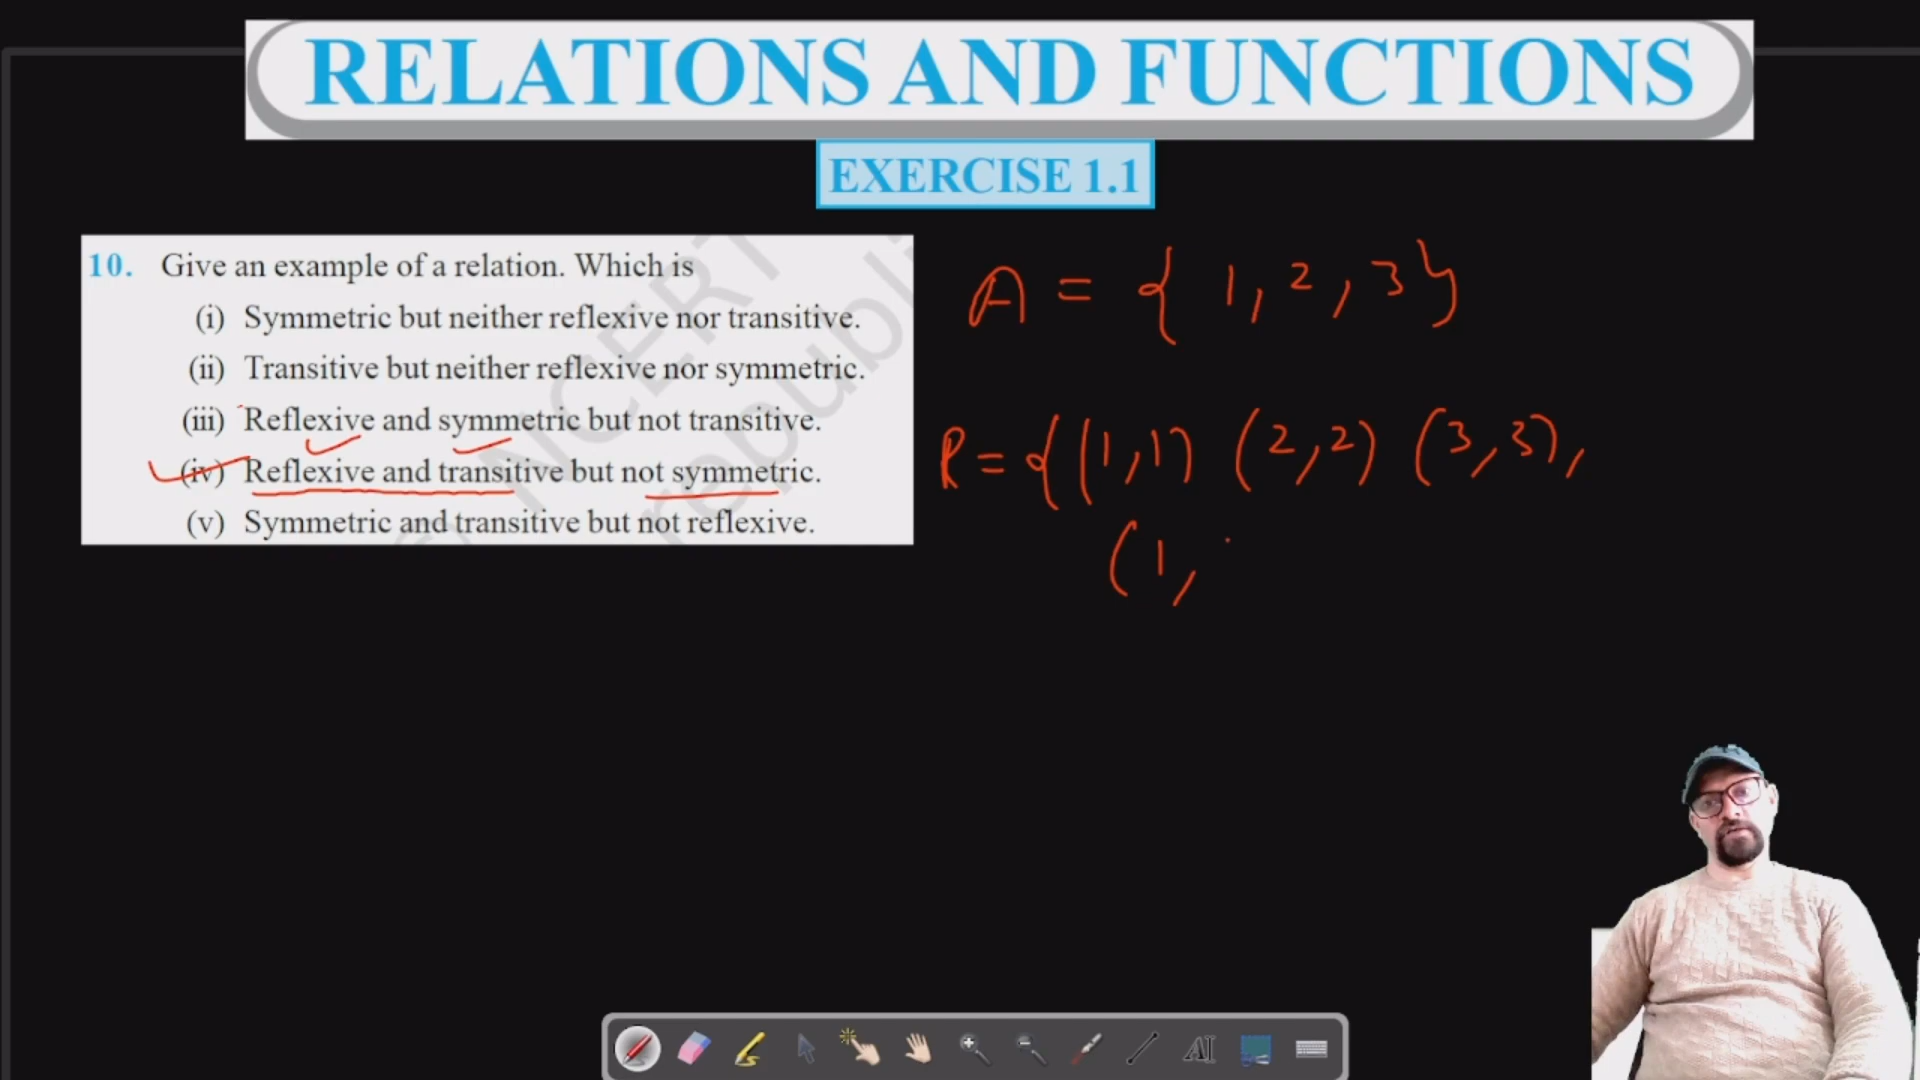 RELATIONS AND FUNCTIONS
EXERCISE 1.1
10. Give an example of a relation. Which is
(i) Symmetric but neither reflexive nor transitive.
(ii) Transitive but neither reflexive nor symmetric.
(iii) Reflexive and symmetric but not transitive.
(iv) Reflexive and transitive but not symmetric.
(v) Symmetric and transitive but not reflexive.
A = { 1, 2, 3 }
R = { (1,1) (2,2) (3,3),
(1,
NCERT
republi
AI